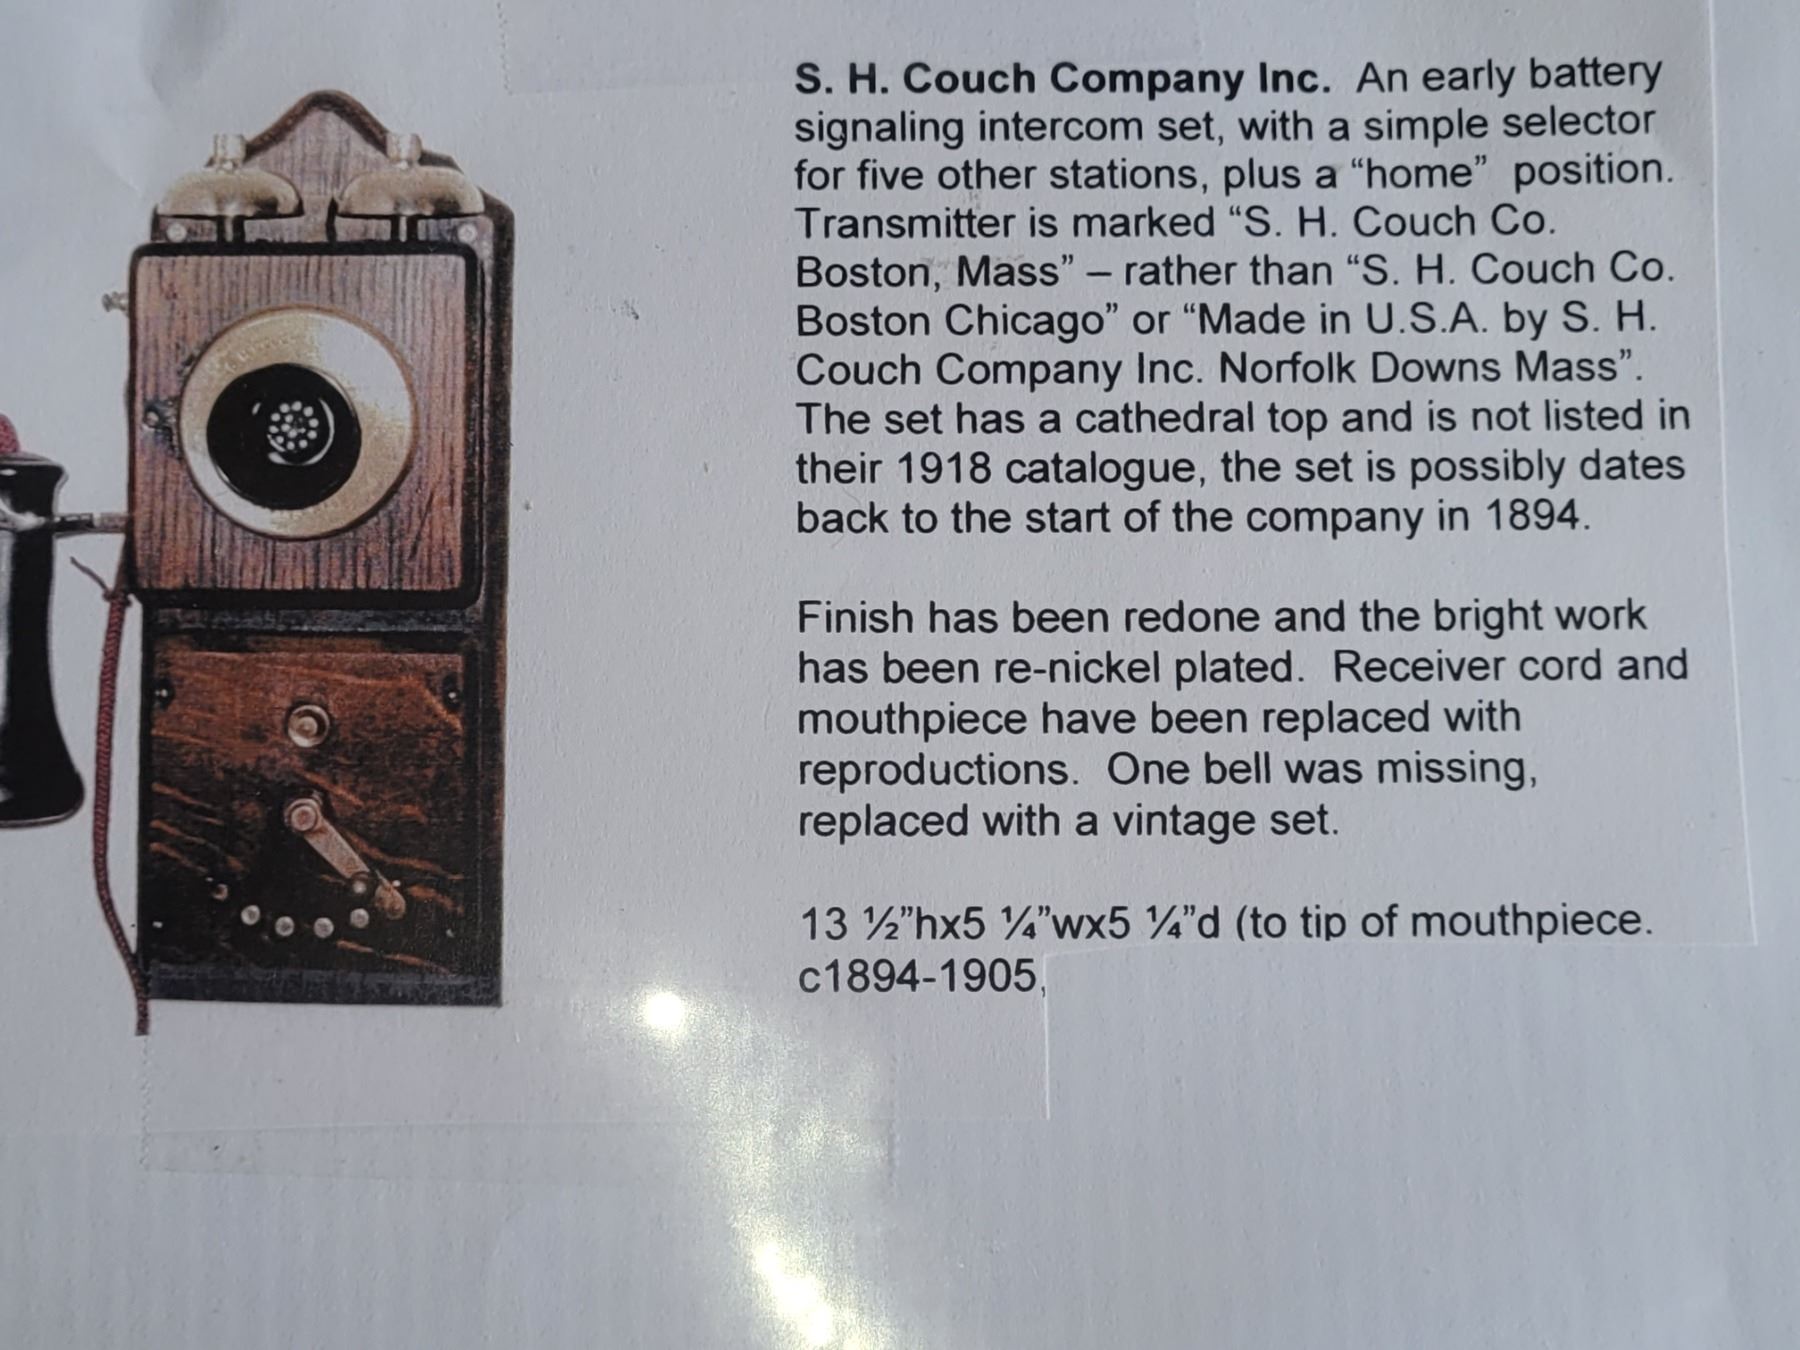 S. H. Couch Company Inc. An early battery
signaling intercom set, with a simple selector
for five other stations, plus a “home” position.
Transmitter is marked “S. H. Couch Co.
Boston, Mass” – rather than “S. H. Couch Co.
Boston Chicago” or “Made in U.S.A. by S. H.
Couch Company Inc. Norfolk Downs Mass”.
The set has a cathedral top and is not listed in
their 1918 catalogue, the set is possibly dates
back to the start of the company in 1894.
Finish has been redone and the bright work
has been re-nickel plated. Receiver cord and
mouthpiece have been replaced with
reproductions. One bell was missing,
replaced with a vintage set.
13 ½”hx5 ¼”wx5 ¼”d (to tip of mouthpiece.
c1894-1905,